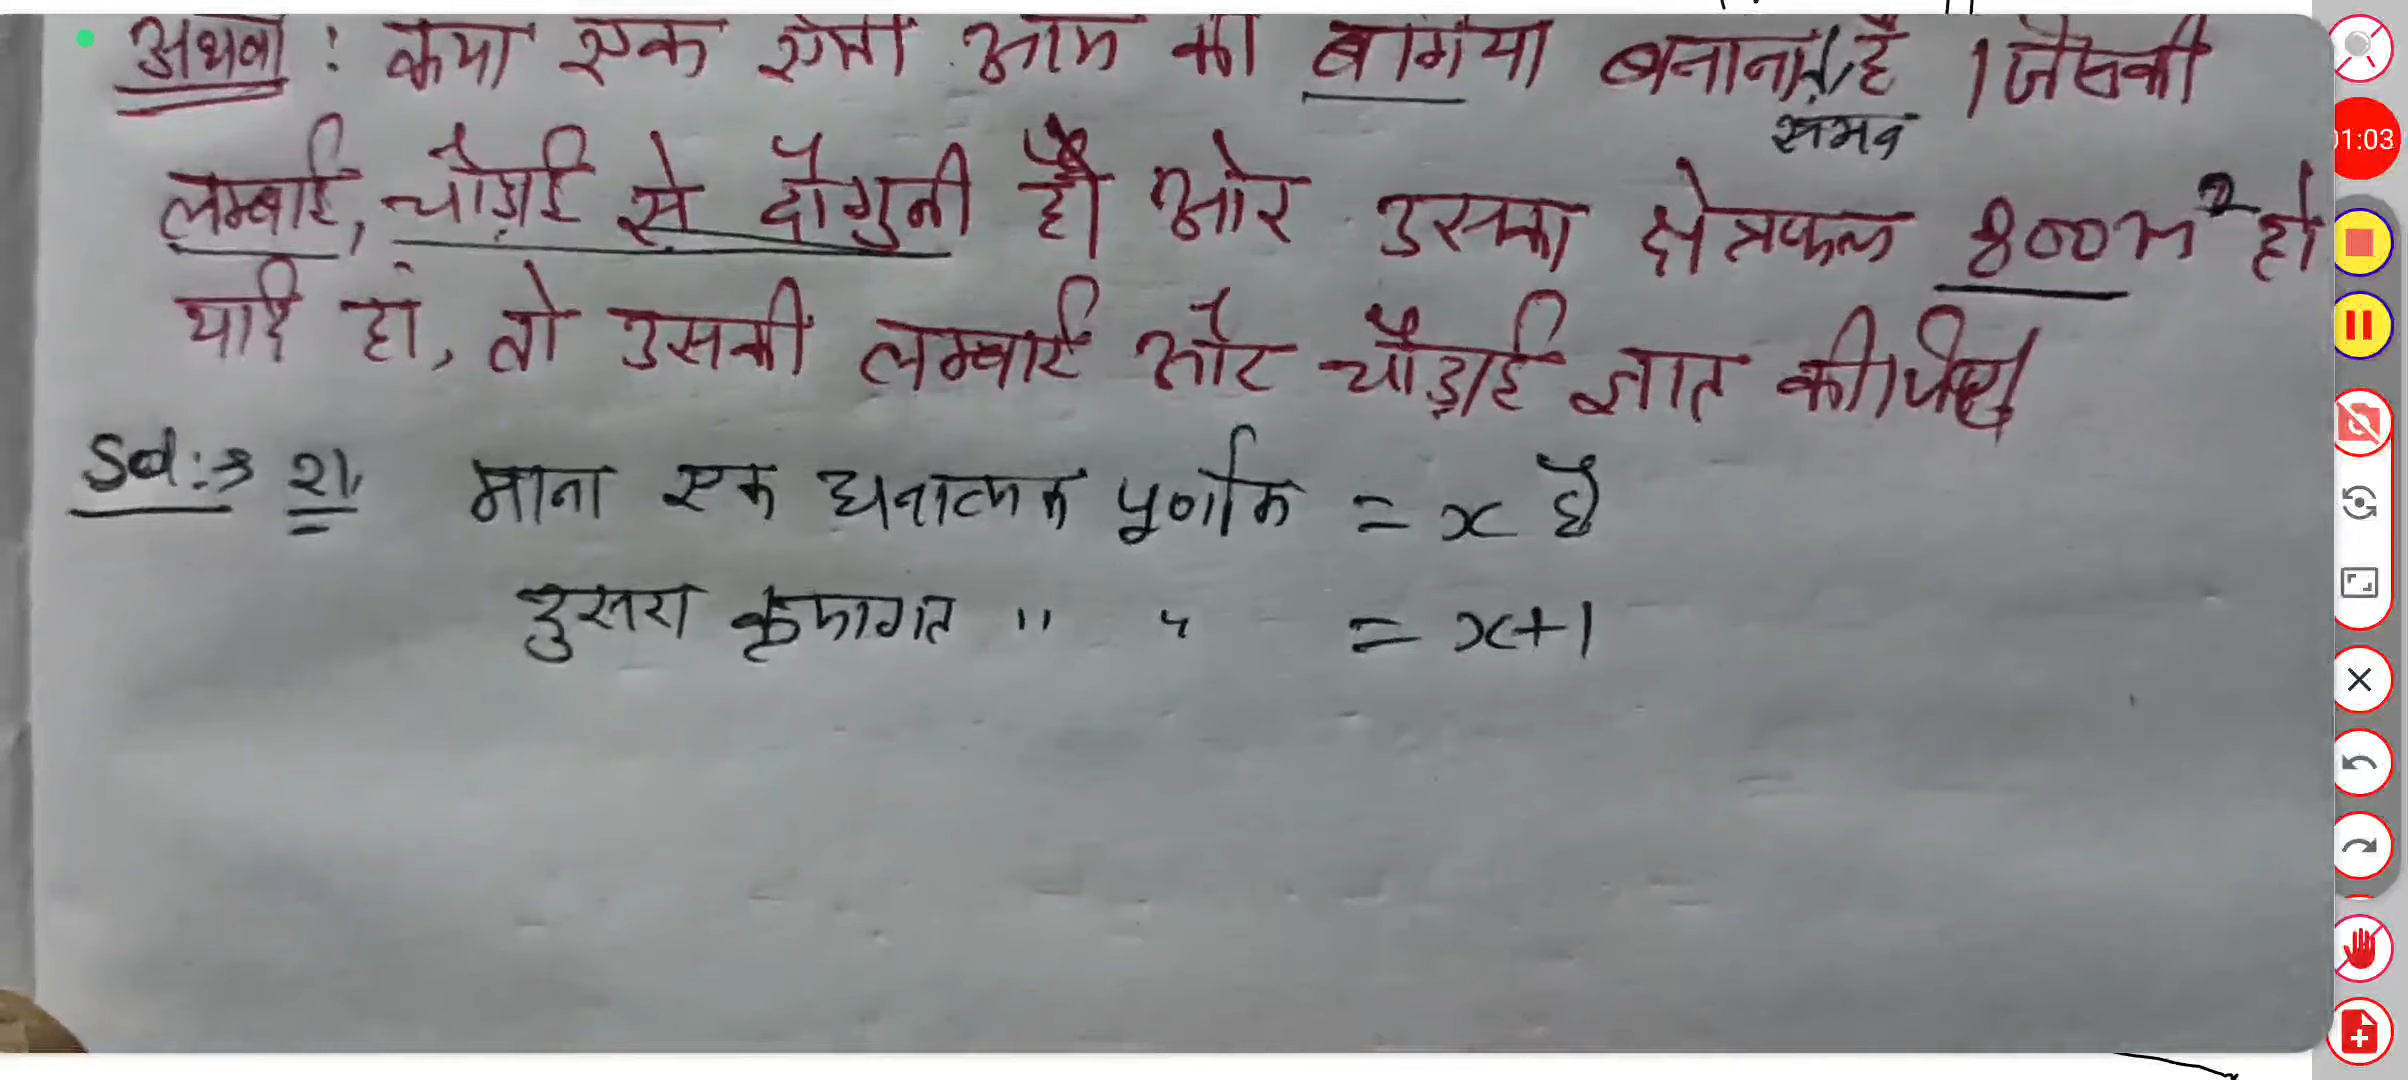 अथवा : क्या एक ऐसी आम की बगिया बनाना संभव है जिसकी
लम्बाई, चौड़ाई से दोगुनी हो और उसका क्षेत्रफल 800m² हो
यदि हां, तो उसकी लम्बाई और चौड़ाई ज्ञात कीजिए
Sol:→ 21. माना एक धनात्मक पूर्णांक = x है
दुसरा क्रमागत " " = x+1
01:03